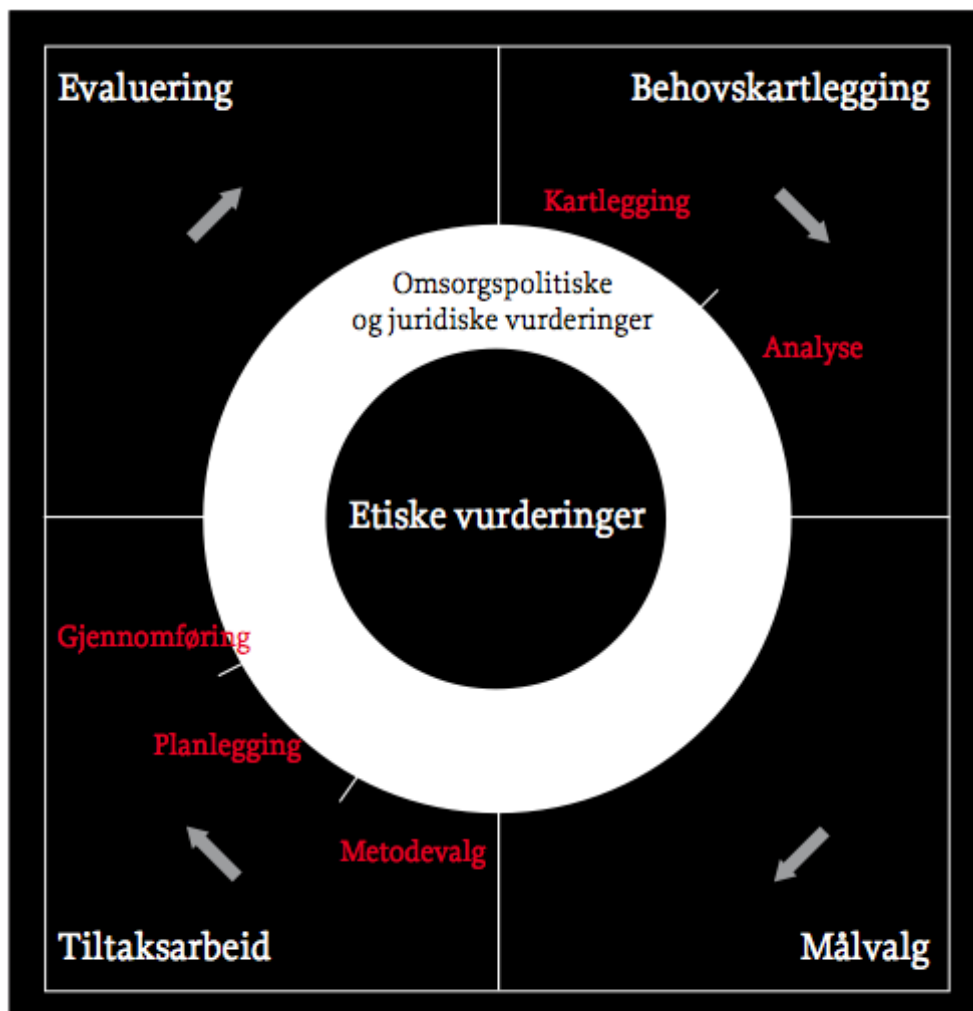 Evaluering
Behovskartlegging
Kartlegging
Omsorgspolitiske
og juridiske vurderinger
Analyse
Etiske vurderinger
Gjennomføring
Planlegging
Metodevalg
Tiltaksarbeid
Målvalg